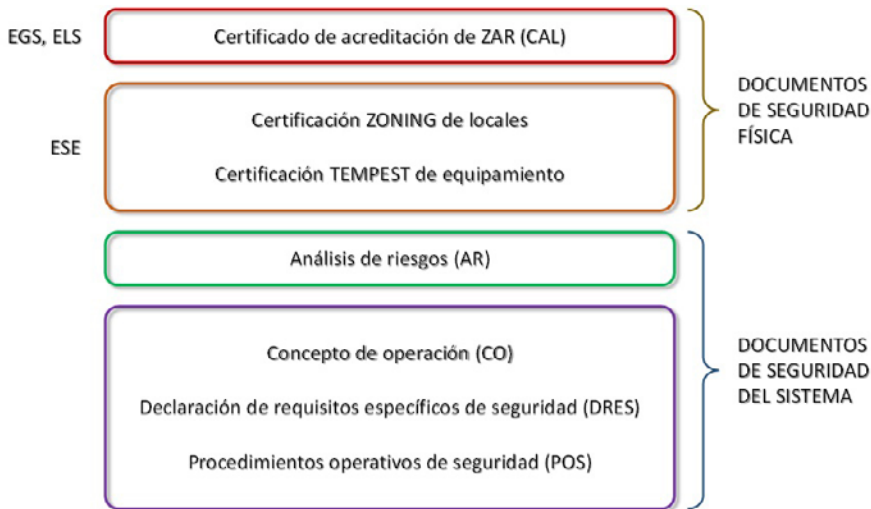 EGS, ELS
Certificado de acreditación de ZAR (CAL)
ESE
Certificación ZONING de locales
Certificación TEMPEST de equipamiento
DOCUMENTOS
DE SEGURIDAD
FÍSICA
Análisis de riesgos (AR)
Concepto de operación (CO)
Declaración de requisitos específicos de seguridad (DRES)
Procedimientos operativos de seguridad (POS)
DOCUMENTOS
DE SEGURIDAD
DEL SISTEMA